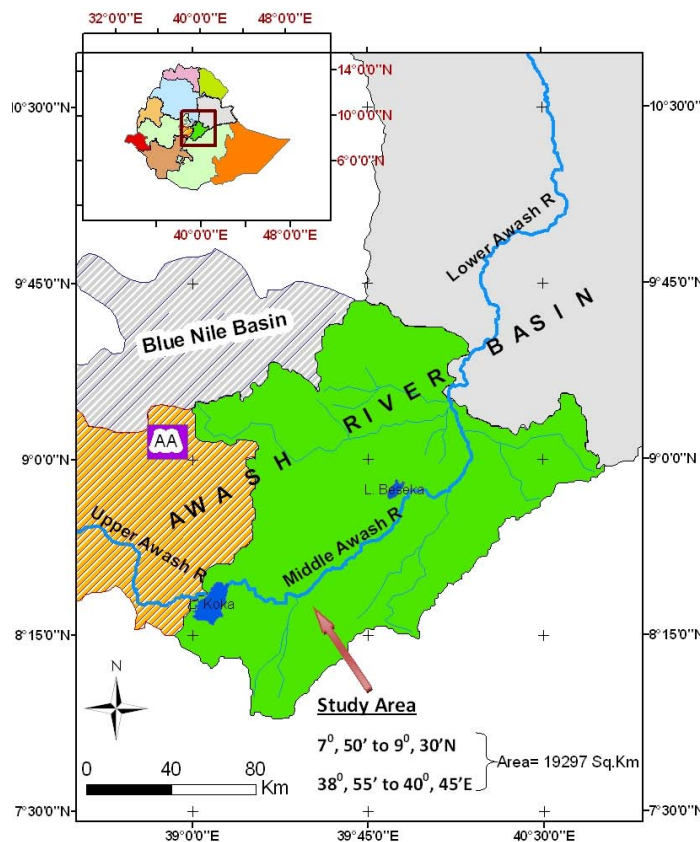 32°0'0"E 40°0'0"E 48°0'0"E
14°0'0"N
10°0'0"N
6°0'0"N
40°0'0"E 48°0'0"E
10°30'0"N
10°30'0"N
9°45'0"N
9°45'0"N
Lower Awash R
Blue Nile Basin
AWASH RIVER BASIN
AA
9°0'0"N
9°0'0"N
L. Beseka
Upper Awash R
Middle Awash R
Koka
8°15'0"N
8°15'0"N
N
Study Area
7⁰, 50’ to 9⁰, 30’N
38⁰, 55’ to 40⁰, 45’E
Area= 19297 Sq.Km
0 40 80
Km
7°30'0"N
7°30'0"N
39°0'0"E 39°45'0"E 40°30'0"E